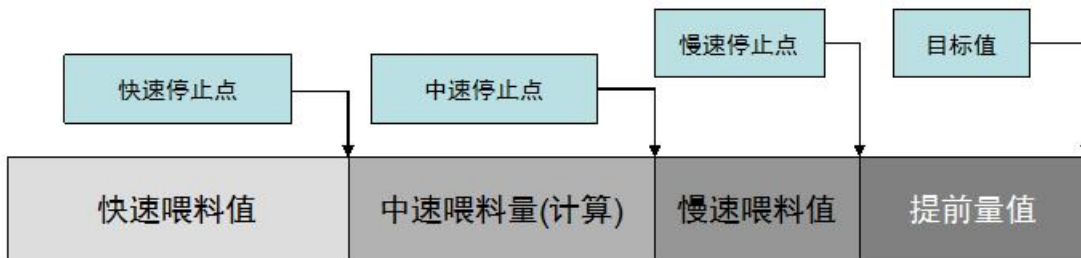 快速停止点
中速停止点
慢速停止点
目标值
快速喂料值
中速喂料量(计算)
慢速喂料值
提前量值